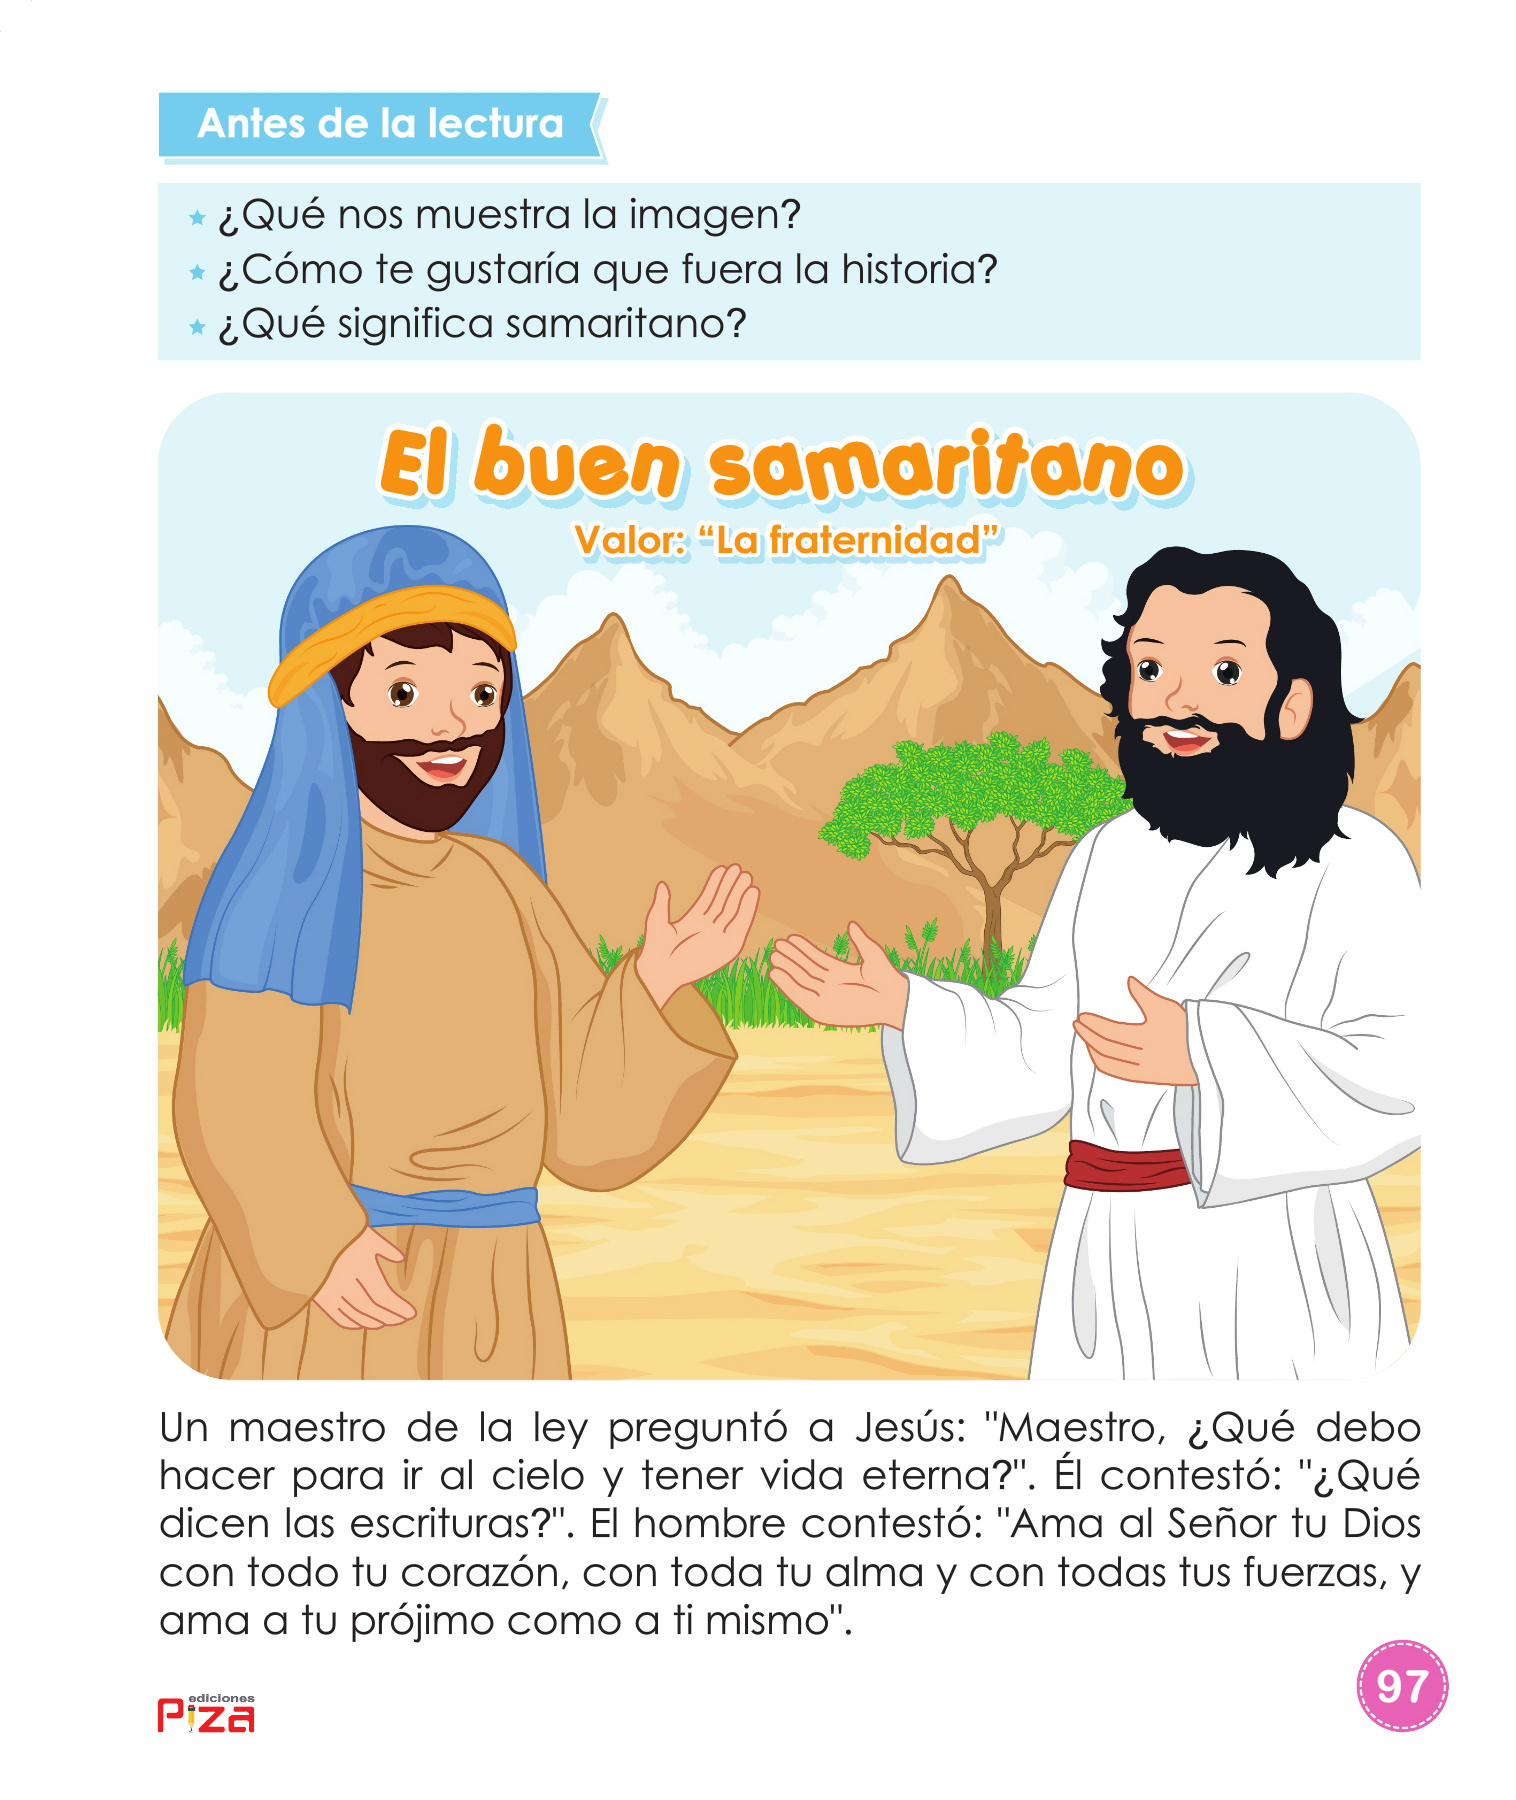 Antes de la lectura
¿Qué nos muestra la imagen?
¿Cómo te gustaría que fuera la historia?
¿Qué significa samaritano?
El buen samaritano
Valor: “La fraternidad”
Un maestro de la ley preguntó a Jesús: "Maestro, ¿Qué debo
hacer para ir al cielo y tener vida eterna?". Él contestó: "¿Qué
dicen las escrituras?". El hombre contestó: "Ama al Señor tu Dios
con todo tu corazón, con toda tu alma y con todas tus fuerzas, y
ama a tu prójimo como a ti mismo".
97
ediciones
Piza